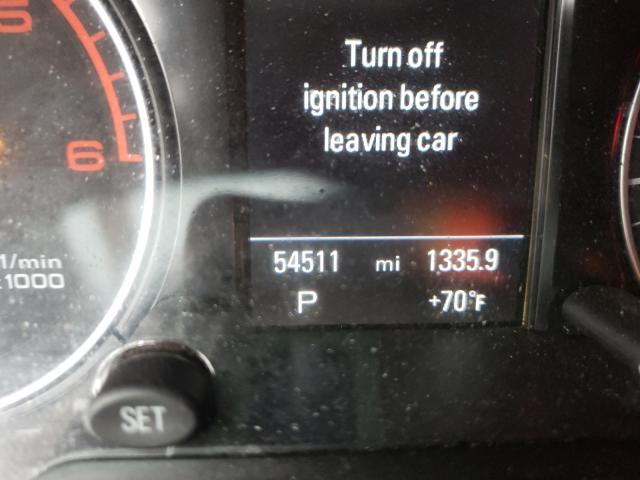 Turn off
ignition before
leaving car
6
54511 mi 1335.9
1/min
x1000
P +70°F
SET